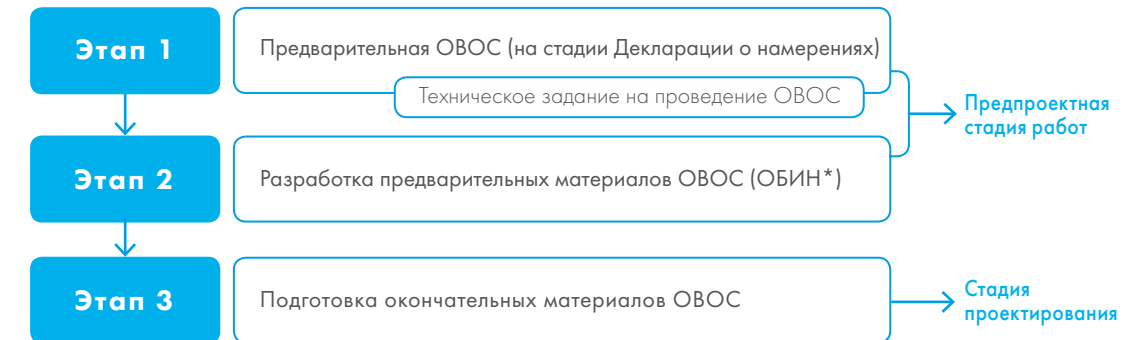 Этап 1
Предварительная ОВОС (на стадии Декларации о намерениях)
Техническое задание на проведение ОВОС
Предпроектная
стадия работ
Этап 2
Разработка предварительных материалов ОВОС (ОБИН*)
Этап 3
Подготовка окончательных материалов ОВОС
Стадия
проектирования